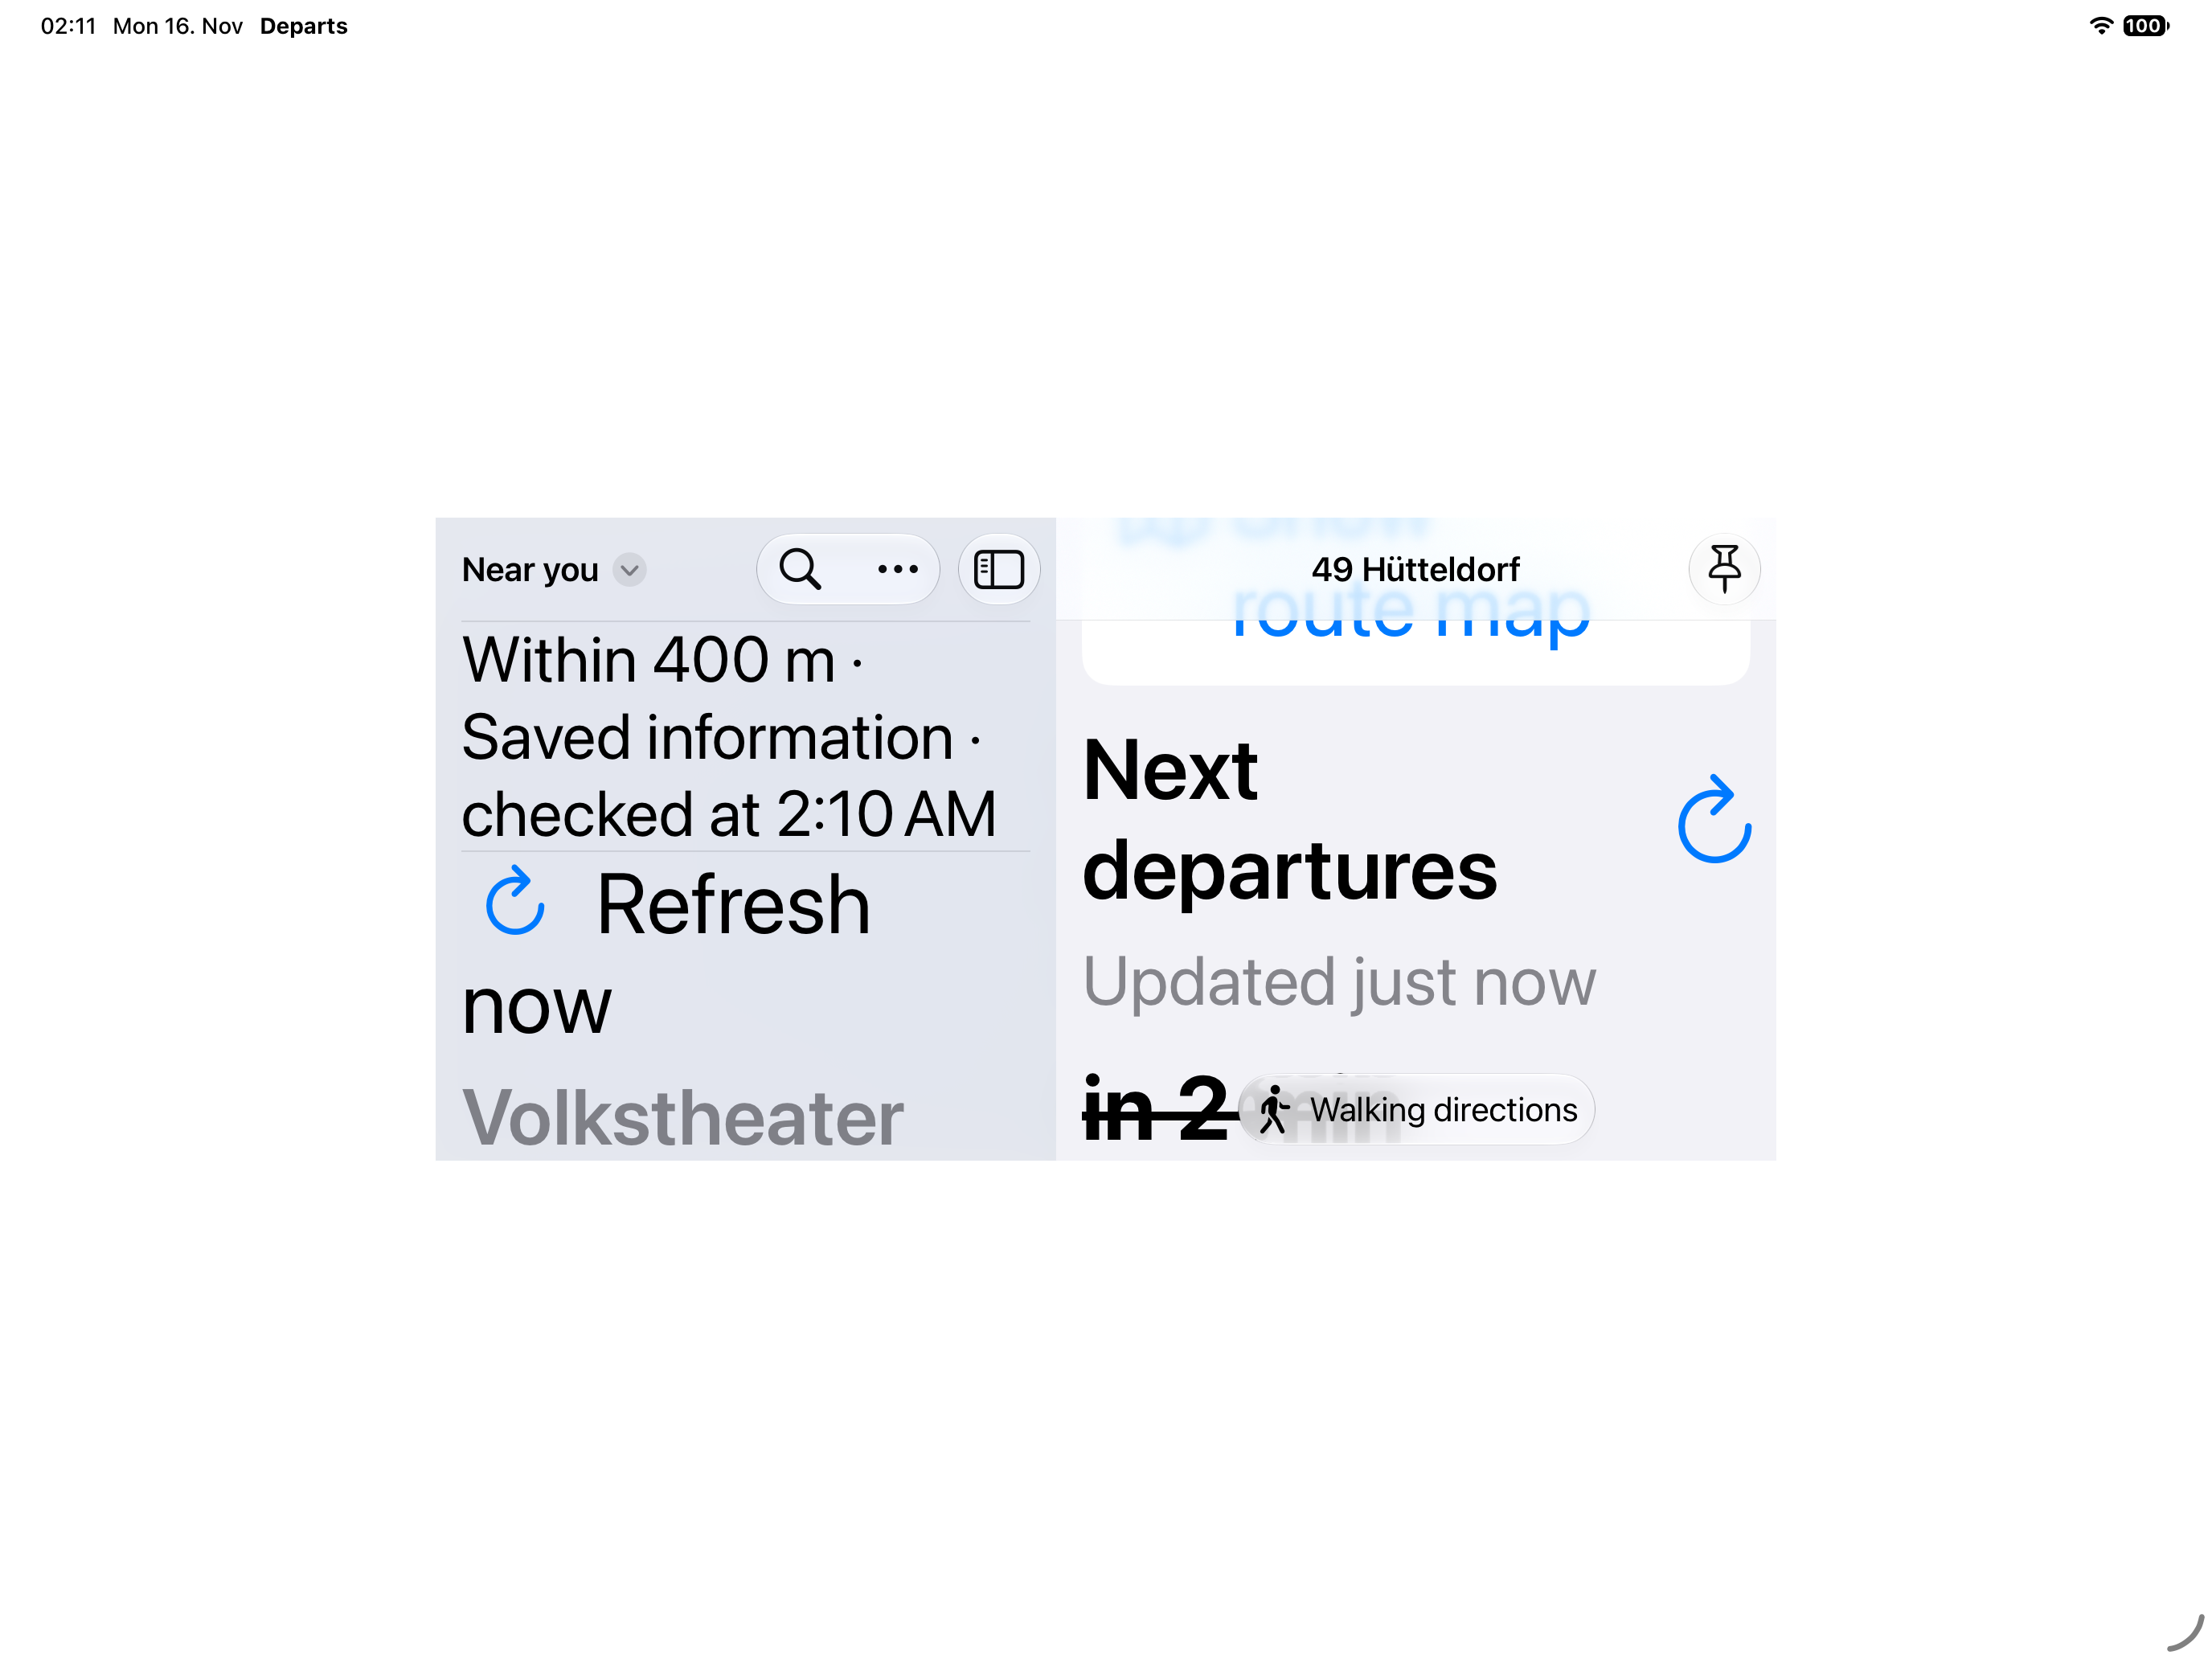 02:11 Mon 16. Nov Departs
100
Near you
Within 400 m ·
Saved information ·
checked at 2:10 AM
Refresh
now
Volkstheater
49 Hütteldorf
route map
Next
departures
Updated just now
in 2 min
Walking directions